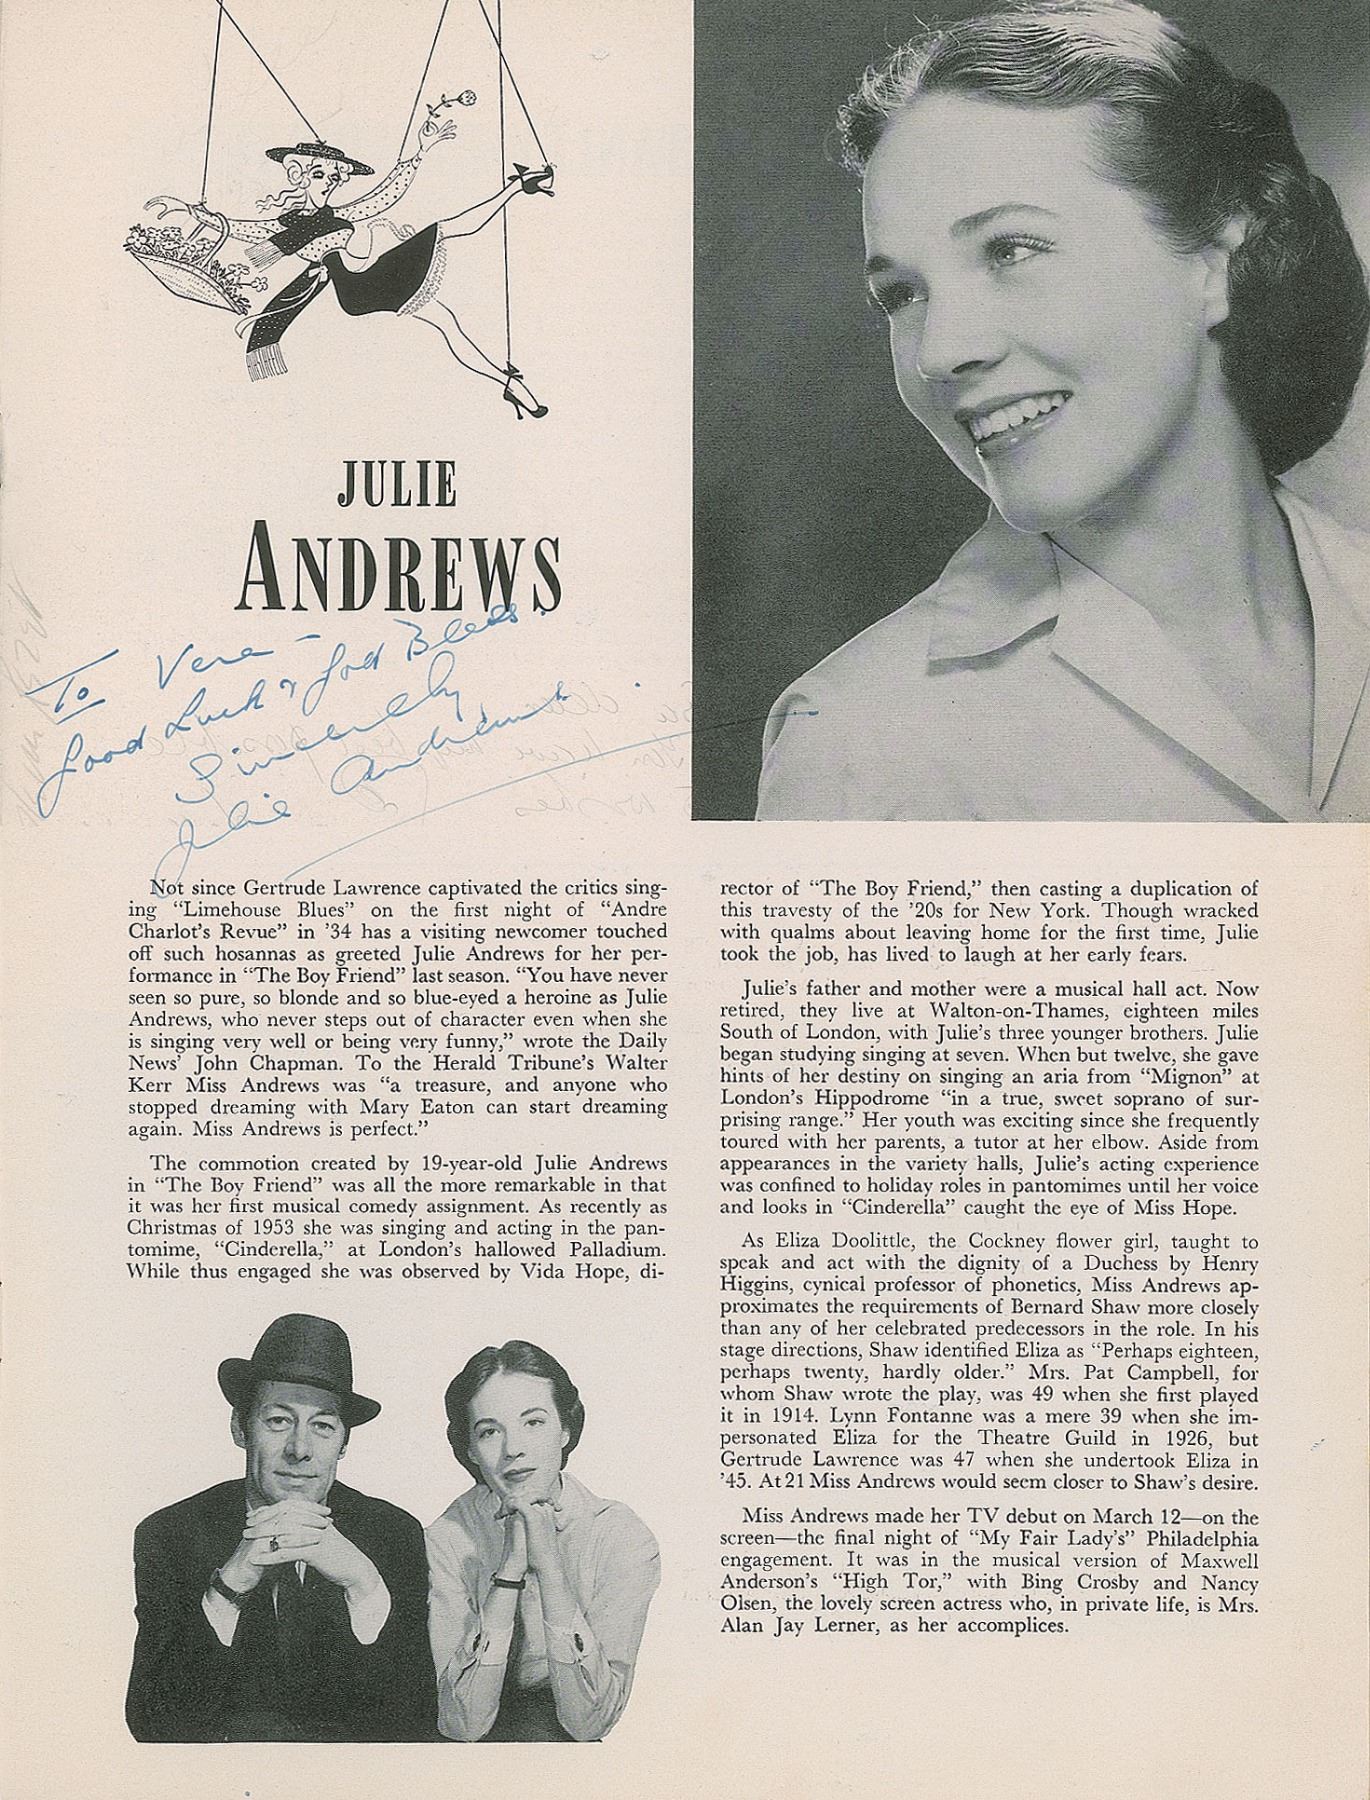 JULIE
ANDREWS
To Vera –
Good Luck & God Bless.
Sincerely
Julie Andrews.
Not since Gertrude Lawrence captivated the critics sing-
ing “Limehouse Blues” on the first night of “Andre
Charlot’s Revue” in ’34 has a visiting newcomer touched
off such hosannas as greeted Julie Andrews for her per-
formance in “The Boy Friend” last season. “You have never
seen so pure, so blonde and so blue-eyed a heroine as Julie
Andrews, who never steps out of character even when she
is singing very well or being very funny,” wrote the Daily
News’ John Chapman. To the Herald Tribune’s Walter
Kerr Miss Andrews was “a treasure, and anyone who
stopped dreaming with Mary Eaton can start dreaming
again. Miss Andrews is perfect.”
The commotion created by 19-year-old Julie Andrews
in “The Boy Friend” was all the more remarkable in that
it was her first musical comedy assignment. As recently as
Christmas of 1953 she was singing and acting in the pan-
tomime, “Cinderella,” at London’s hallowed Palladium.
While thus engaged she was observed by Vida Hope, di-
rector of “The Boy Friend,” then casting a duplication of
this travesty of the ’20s for New York. Though wracked
with qualms about leaving home for the first time, Julie
took the job, has lived to laugh at her early fears.
Julie’s father and mother were a musical hall act. Now
retired, they live at Walton-on-Thames, eighteen miles
South of London, with Julie’s three younger brothers. Julie
began studying singing at seven. When but twelve, she gave
hints of her destiny on singing an aria from “Mignon” at
London’s Hippodrome “in a true, sweet soprano of sur-
prising range.” Her youth was exciting since she frequently
toured with her parents, a tutor at her elbow. Aside from
appearances in the variety halls, Julie’s acting experience
was confined to holiday roles in pantomimes until her voice
and looks in “Cinderella” caught the eye of Miss Hope.
As Eliza Doolittle, the Cockney flower girl, taught to
speak and act with the dignity of a Duchess by Henry
Higgins, cynical professor of phonetics, Miss Andrews ap-
proximates the requirements of Bernard Shaw more closely
than any of her celebrated predecessors in the role. In his
stage directions, Shaw identified Eliza as “Perhaps eighteen,
perhaps twenty, hardly older.” Mrs. Pat Campbell, for
whom Shaw wrote the play, was 49 when she first played
it in 1914. Lynn Fontanne was a mere 39 when she im-
personated Eliza for the Theatre Guild in 1926, but
Gertrude Lawrence was 47 when she undertook Eliza in
’45. At 21 Miss Andrews would seem closer to Shaw’s desire.
Miss Andrews made her TV debut on March 12—on the
screen—the final night of “My Fair Lady’s” Philadelphia
engagement. It was in the musical version of Maxwell
Anderson’s “High Tor,” with Bing Crosby and Nancy
Olsen, the lovely screen actress who, in private life, is Mrs.
Alan Jay Lerner, as her accomplices.